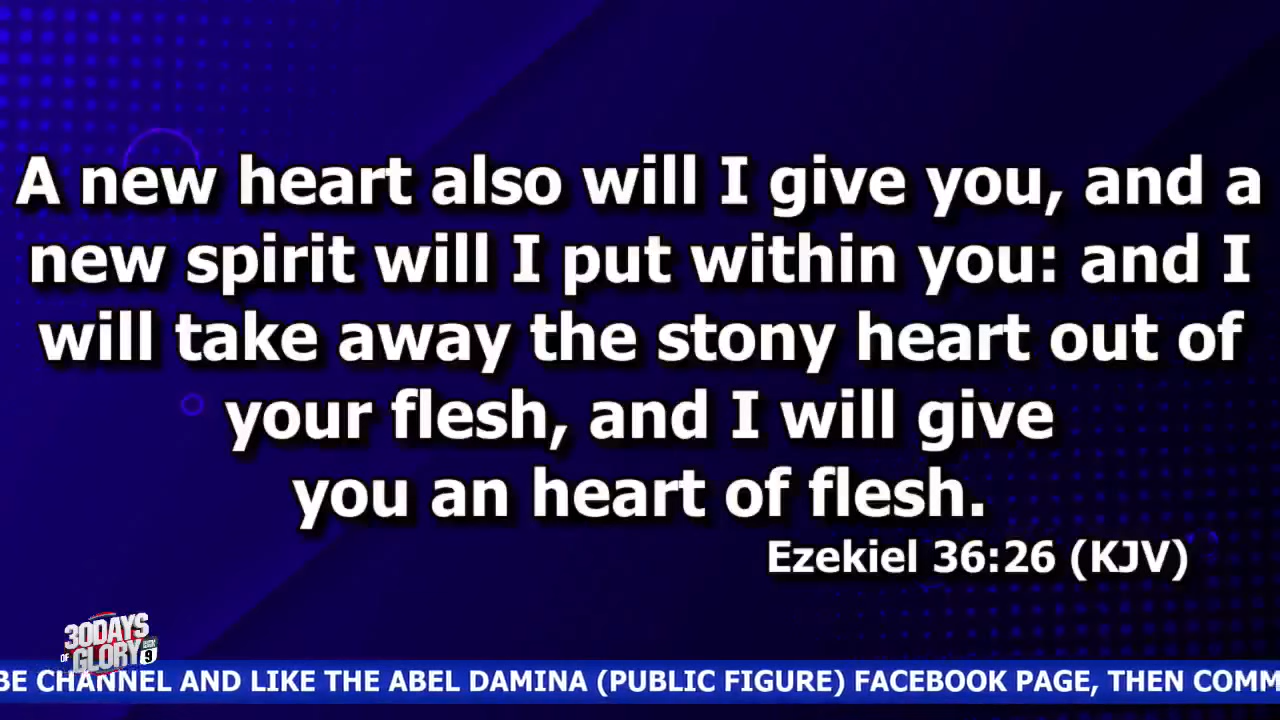 A new heart also will I give you, and a
new spirit will I put within you: and I
will take away the stony heart out of
your flesh, and I will give
you an heart of flesh.
Ezekiel 36:26 (KJV)
30DAYS
OF GLORY 9
BE CHANNEL AND LIKE THE ABEL DAMINA (PUBLIC FIGURE) FACEBOOK PAGE, THEN COMM